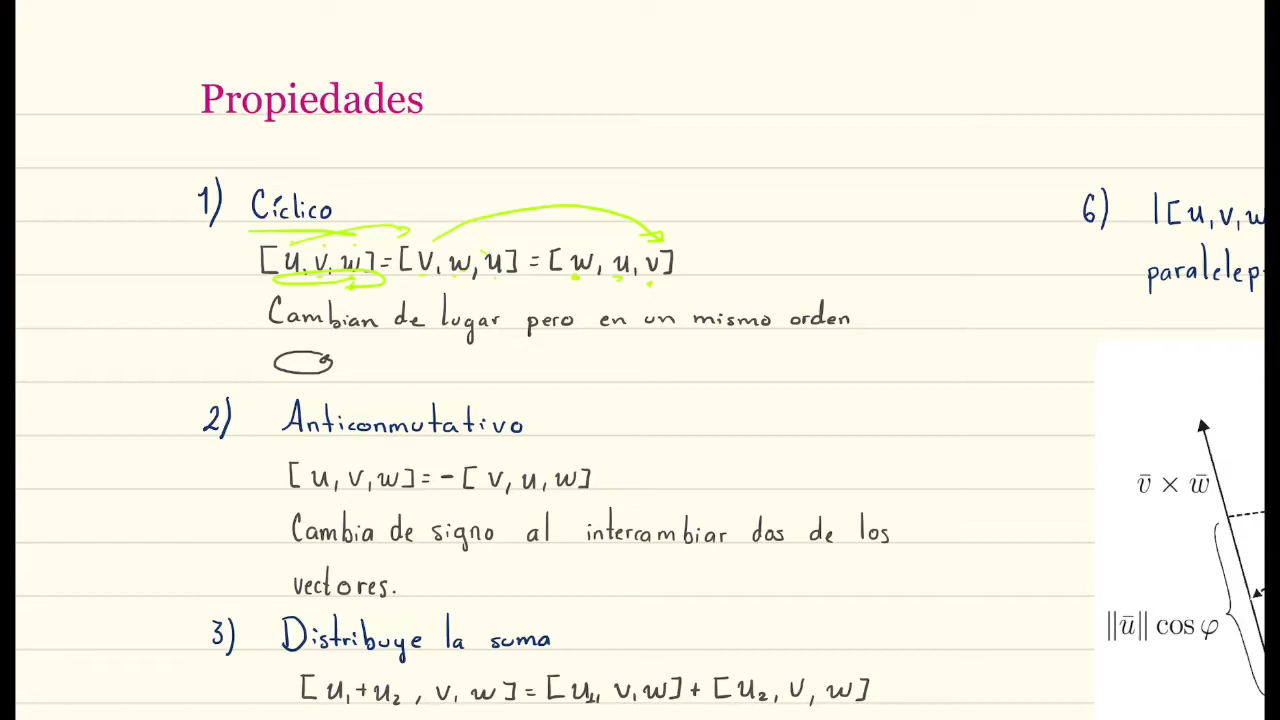 Propiedades
1) Cíclico
[u, v, w] = [v, w, u] = [w, u, v]
Cambian de lugar pero en un mismo orden
2) Anticonmutativo
[u, v, w] = -[v, u, w]
Cambia de signo al intercambiar dos de los
vectores.
3) Distribuye la suma
[u₁+u₂, v, w] = [u₁, v, w] + [u₂, v, w]
6) |[u, v, w
paralelep
v̄ × w̄
‖ū‖ cos φ